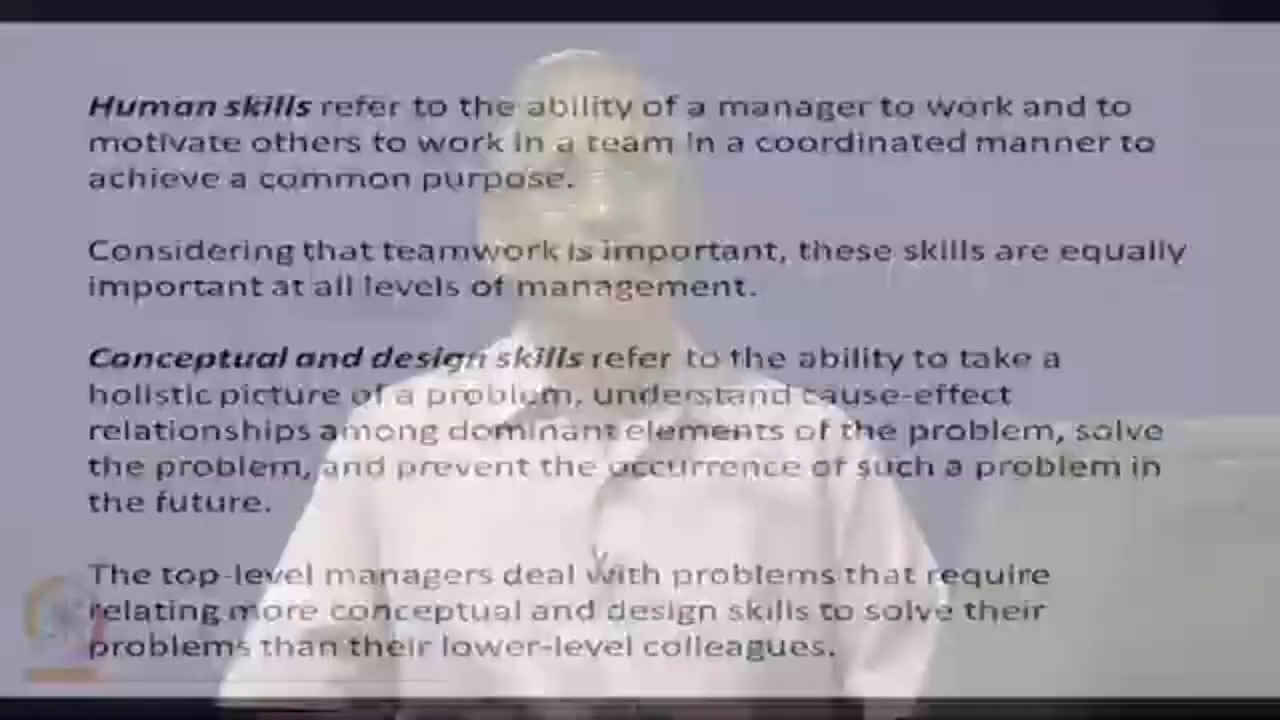 Human skills refer to the ability of a manager to work and to
motivate others to work in a team in a coordinated manner to
achieve a common purpose.
Considering that teamwork is important, these skills are equally
important at all levels of management.
Conceptual and design skills refer to the ability to take a
holistic picture of a problem, understand cause-effect
relationships among dominant elements of the problem, solve
the problem, and prevent the occurrence of such a problem in
the future.
The top-level managers deal with problems that require
relating more conceptual and design skills to solve their
problems than their lower-level colleagues.